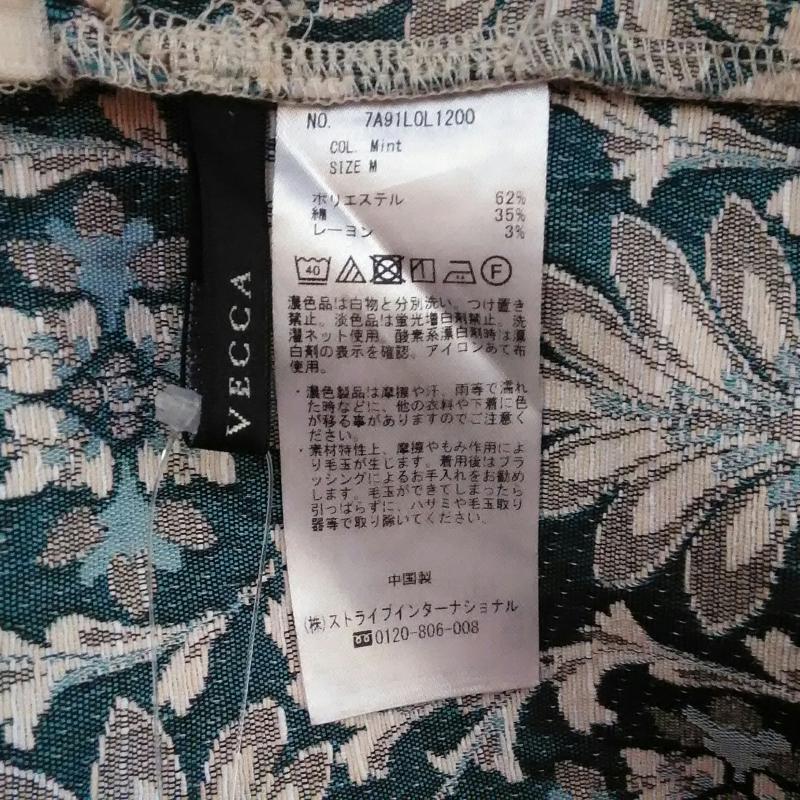 NO. 7A91L0L1200
COL. Mint
SIZE M
ポリエステル 62%
綿 35%
レーヨン 3%
40
F
濃色品は白物と分別洗い。つけ置き
禁止。淡色品は蛍光増白剤禁止。洗
濯ネット使用。酸素系漂白剤時は漂
白剤の表示を確認。アイロンあて布
使用。
・濃色製品は摩擦や汗、雨等で濡れ
た時などに、他の衣料や下着に色
が移る事がありますのでご注意く
ださい。
・素材特性上、摩擦やもみ作用によ
り毛玉が生じます。着用後はブラ
ッシングによるお手入れをお勧め
します。毛玉ができてしまったら
引っぱらずに、ハサミや毛玉取り
器等で取り除いてください。
中国製
(株)ストライプインターナショナル
0120-806-008
VECCA